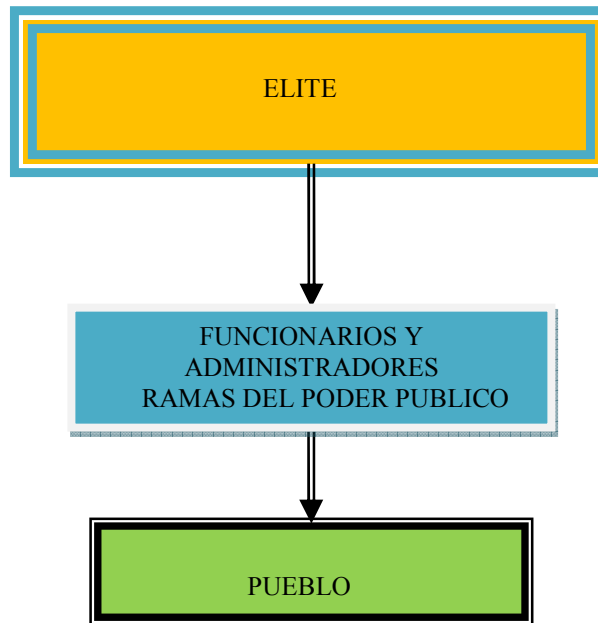 ELITE
FUNCIONARIOS Y
ADMINISTRADORES
RAMAS DEL PODER PUBLICO
PUEBLO